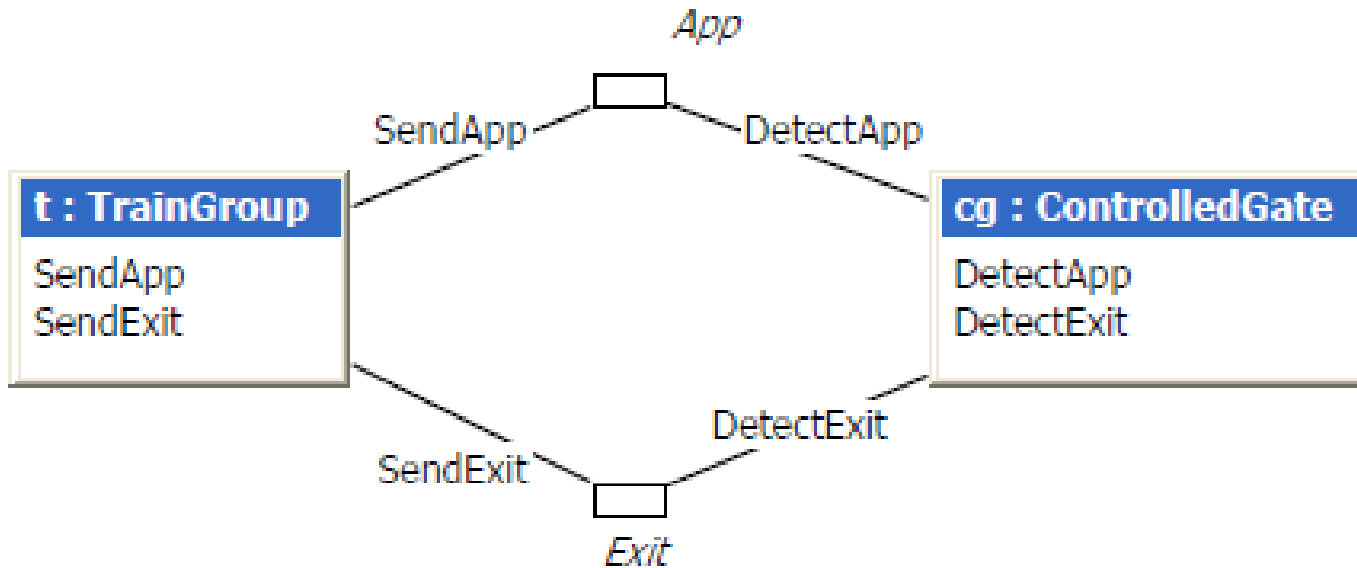 App
SendApp
DetectApp
t : TrainGroup
SendApp
SendExit
cg : ControlledGate
DetectApp
DetectExit
DetectExit
SendExit
Exit